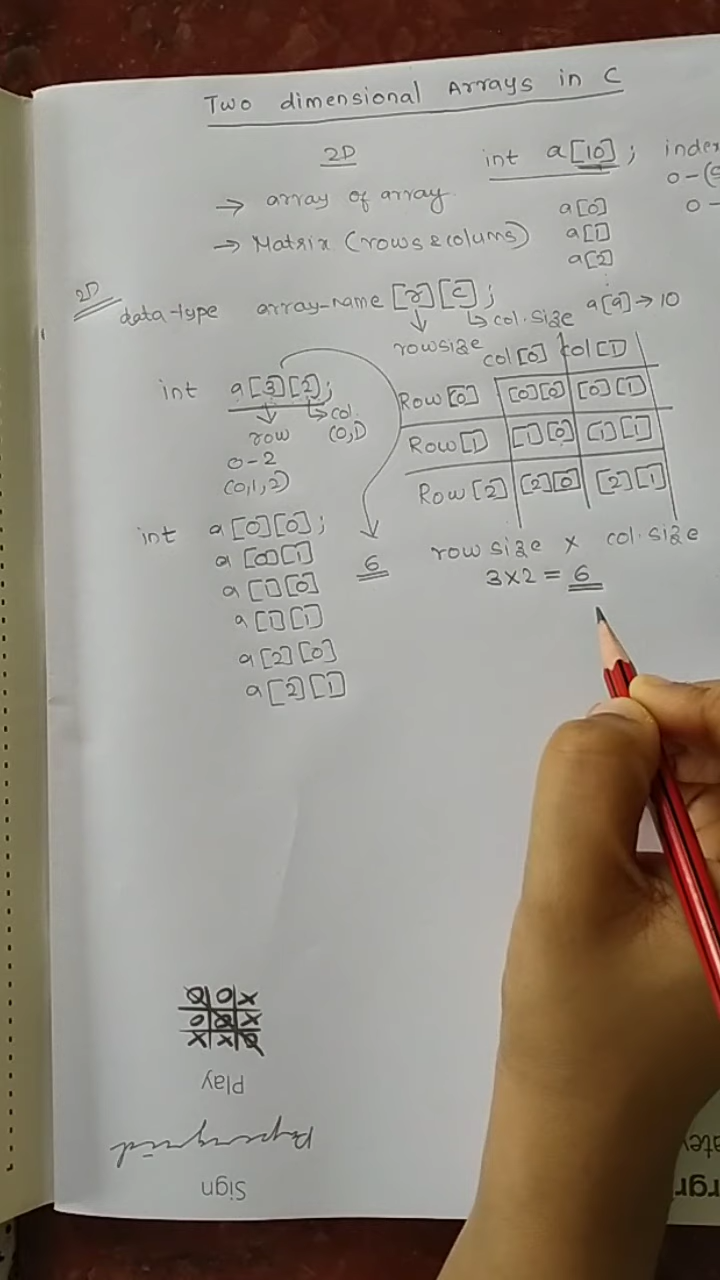 Two dimensional Arrays in C
2D
int a[10];
→ array of array
a[0]
→ Matrix (rows & colums)
a[1]
a[2]
2D
data-type array-name [r][c];
a[9] → 10
rowsize
col.size
col[0] col[1]
int a[3][2];
row
col.
0-2
(0,1)
(0,1,2)
Row[0] [0][0] [0][1]
Row[1] [1][0] [1][1]
Row[2] [2][0] [2][1]
int a[0][0];
a[0][1]
a[1][0]
a[1][1]
a[2][0]
a[2][1]
6
row size x col.size
3x2 = 6
Play
Sign